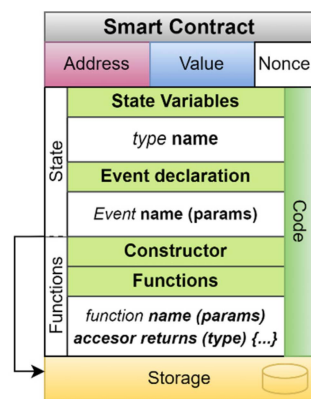 Smart Contract
Address Value Nonce
State Variables
type name
Event declaration
Event name (params)
Constructor
Functions
function name (params)
accesor returns (type) {...}
State
Functions
Code
Storage